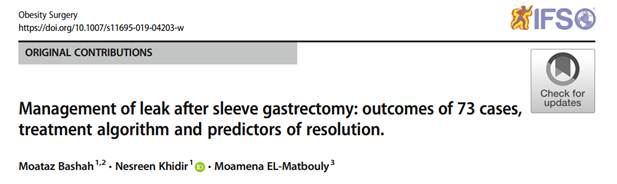 Obesity Surgery
https://doi.org/10.1007/s11695-019-04203-w
IFSO
ORIGINAL CONTRIBUTIONS
Check for
updates
Management of leak after sleeve gastrectomy: outcomes of 73 cases,
treatment algorithm and predictors of resolution.
Moataz Bashah 1,2 · Nesreen Khidir 1 iD · Moamena EL-Matbouly 3